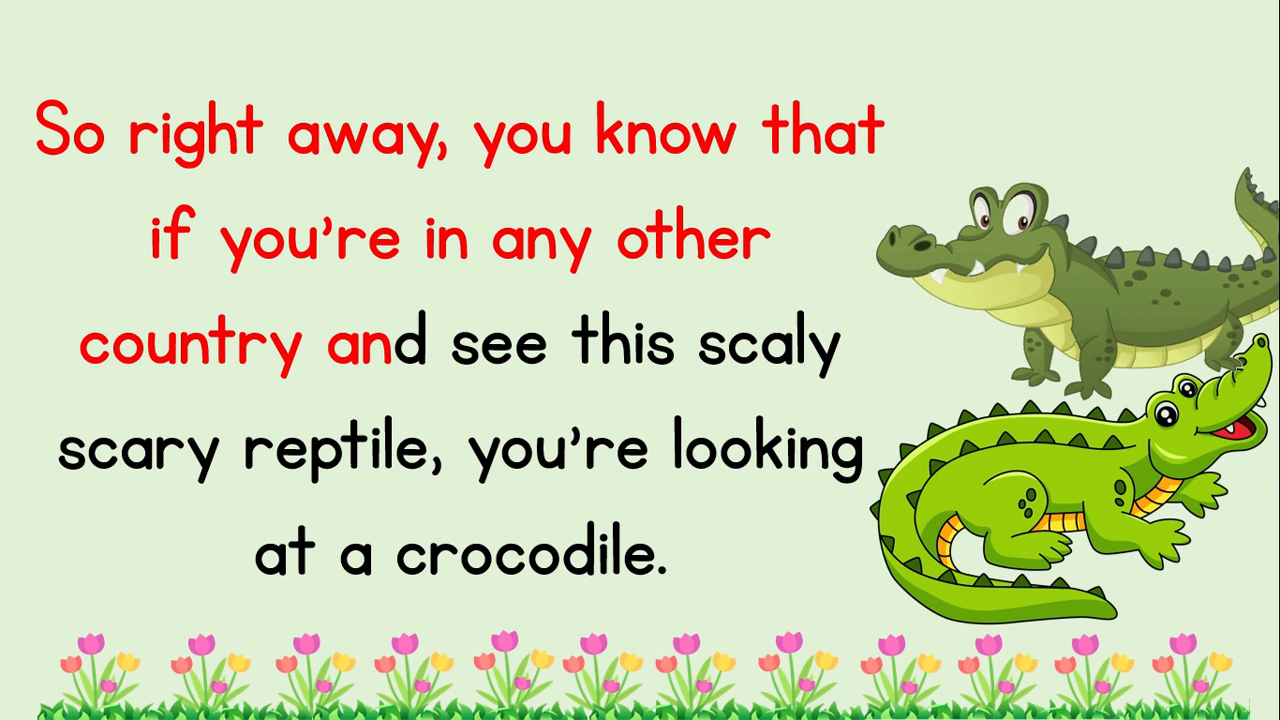 So right away, you know that
if you're in any other
country and see this scaly
scary reptile, you're looking
at a crocodile.